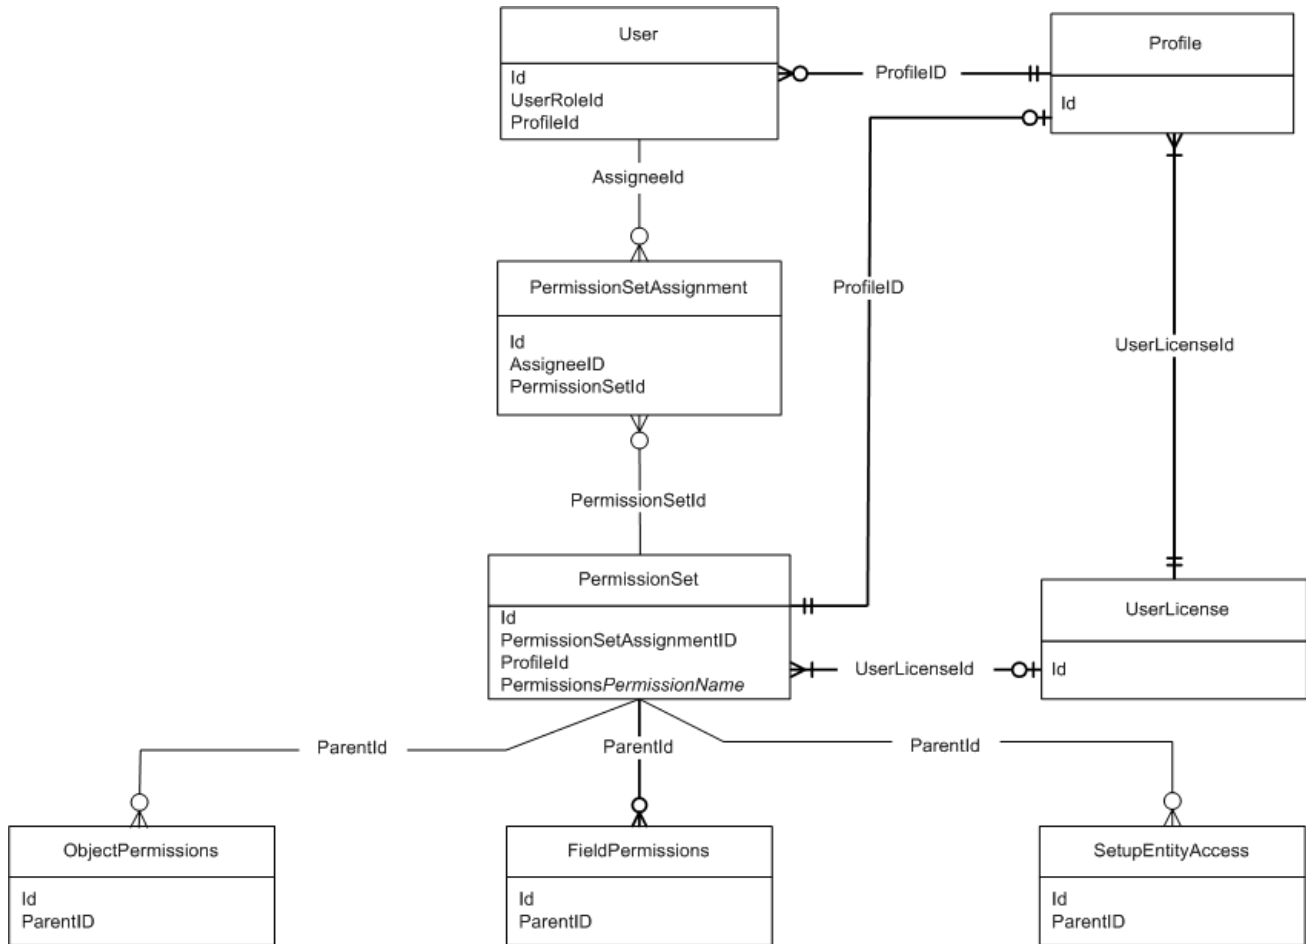 User
Id
UserRoleId
ProfileId
ProfileID
Profile
Id
AssigneeId
PermissionSetAssignment
Id
AssigneeID
PermissionSetId
ProfileID
UserLicenseId
PermissionSetId
PermissionSet
Id
PermissionSetAssignmentID
ProfileId
PermissionsPermissionName
UserLicenseId
UserLicense
Id
ParentId
ParentId
ParentId
ObjectPermissions
Id
ParentID
FieldPermissions
Id
ParentID
SetupEntityAccess
Id
ParentID